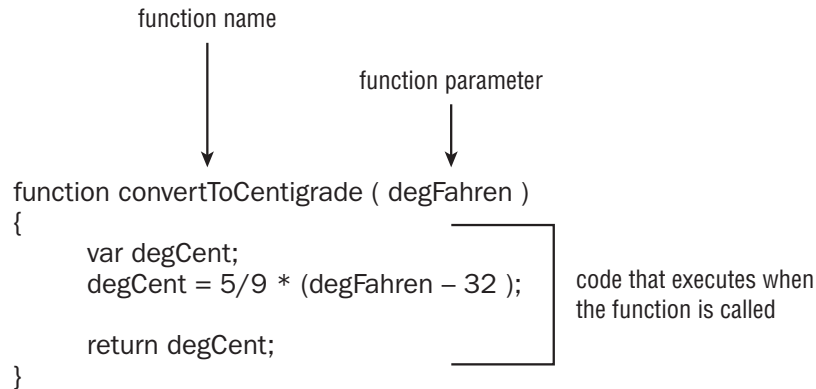 function name
function parameter
function convertToCentigrade ( degFahren )
{
var degCent;
degCent = 5/9 * (degFahren – 32 );
code that executes when
the function is called
return degCent;
}